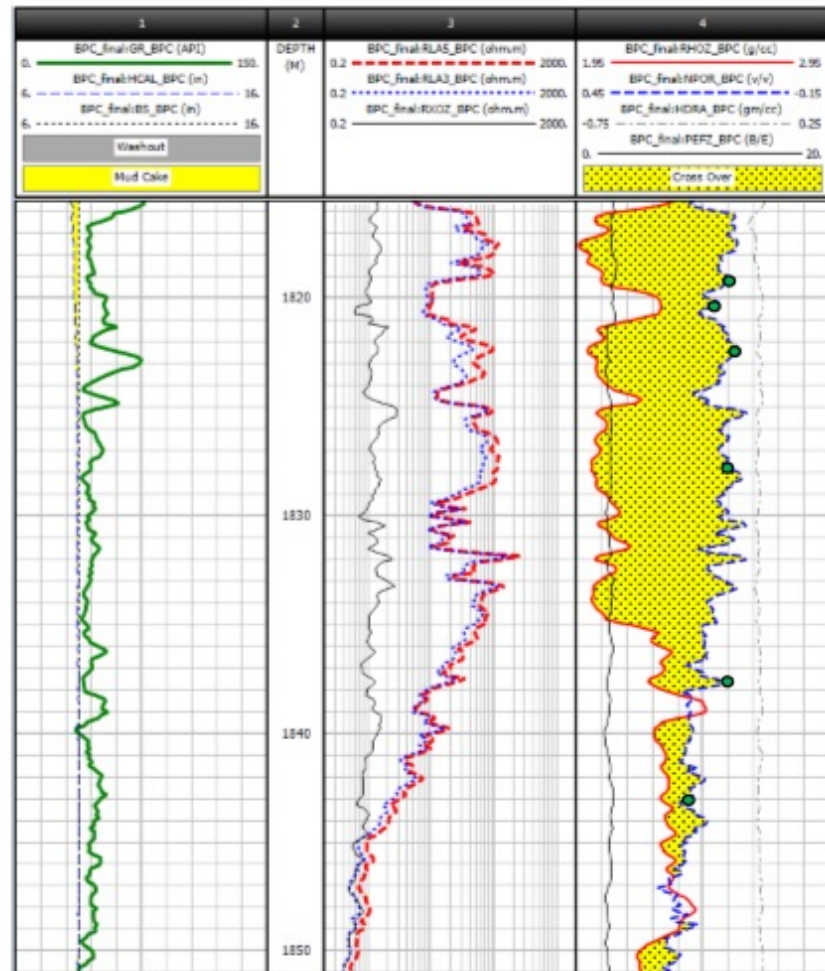 1 2 3 4
BPC_final:GR_BPC (API)
0. 150.
BPC_final:HCAL_BPC (in)
6. 16.
BPC_final:BS_BPC (in)
6. 16.
Washout
Mud Cake
DEPTH
(M)
BPC_final:RLA5_BPC (ohm.m)
0.2 2000.
BPC_final:RLA3_BPC (ohm.m)
0.2 2000.
BPC_final:RXOZ_BPC (ohm.m)
0.2 2000.
BPC_final:RHOZ_BPC (g/cc)
1.95 2.95
BPC_final:NPOR_BPC (v/v)
0.45 -0.15
BPC_final:HDRA_BPC (gm/cc)
-0.75 0.25
BPC_final:PEFZ_BPC (B/E)
0. 20.
Cross Over
1820
1830
1840
1850